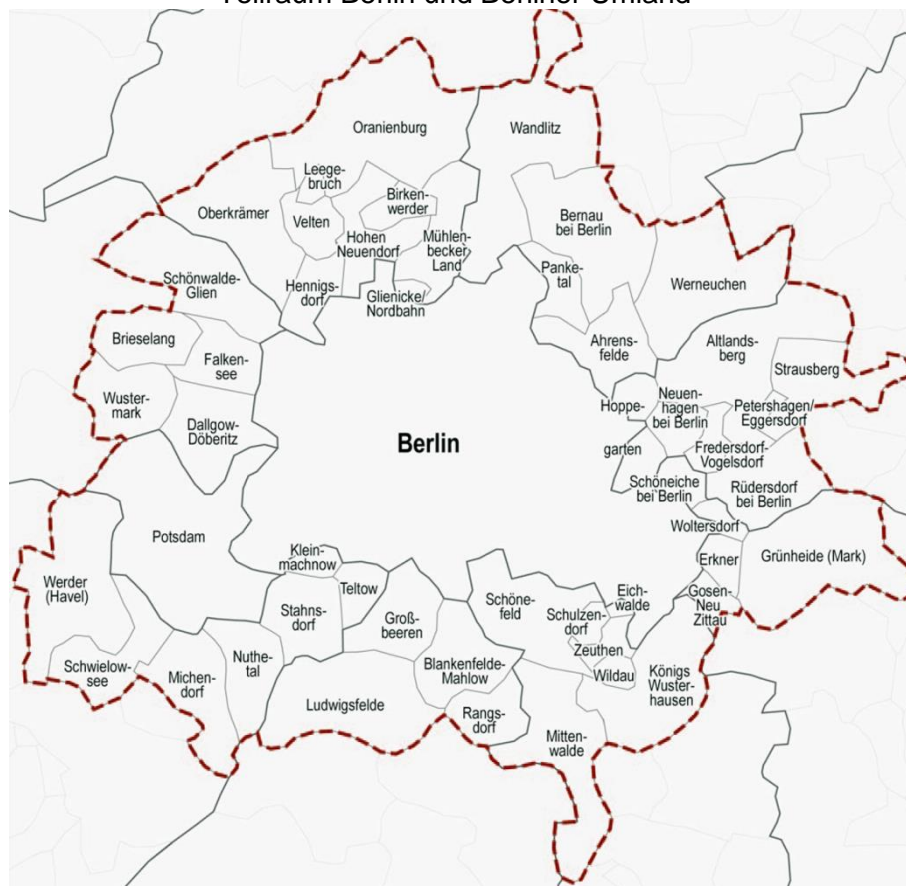 Teilraum Berlin und Berliner Umland
Oranienburg
Wandlitz
Leege-
bruch
Birken-
werder
Oberkrämer
Velten
Hohen
Neuendorf
Mühlen-
becker
Land
Bernau
bei Berlin
Schönwalde-
Glien
Hennigs-
dorf
Glienicke/
Nordbahn
Panke-
tal
Werneuchen
Brieselang
Falken-
see
Ahrens-
felde
Altlands-
berg
Strausberg
Wuster-
mark
Dallgow-
Döberitz
Hoppe-
garten
Neuen-
hagen
bei Berlin
Petershagen/
Eggersdorf
Berlin
Fredersdorf-
Vogelsdorf
Schöneiche
bei Berlin
Rüdersdorf
bei Berlin
Woltersdorf
Potsdam
Klein-
machnow
Erkner
Grünheide (Mark)
Werder
(Havel)
Teltow
Stahns-
dorf
Groß-
beeren
Schöne-
feld
Eich-
walde
Schulzen-
dorf
Gosen-
Neu
Zittau
Zeuthen
Wildau
Schwielow-
see
Michen-
dorf
Nuthe-
tal
Blankenfelde-
Mahlow
Königs
Wuster-
hausen
Ludwigsfelde
Rangs-
dorf
Mitten-
walde